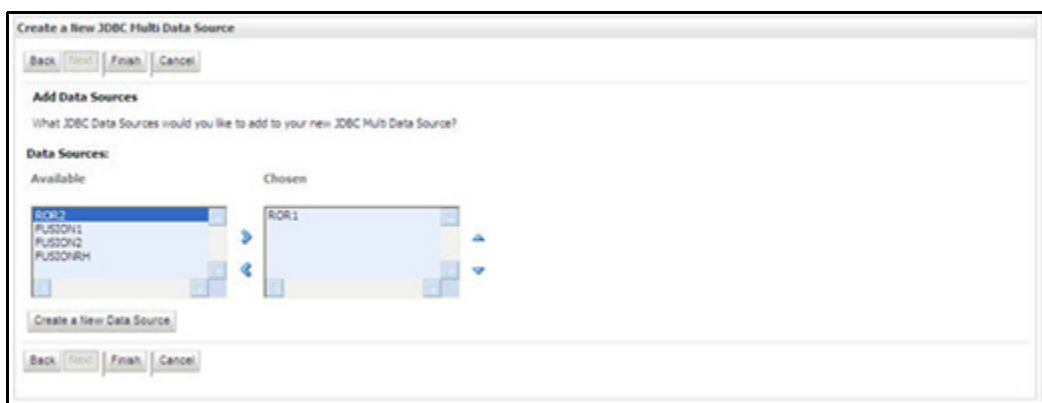 Create a New JDBC Multi Data Source
Back Next Finish Cancel
Add Data Sources
What JDBC Data Sources would you like to add to your new JDBC Multi Data Source?
Data Sources:
Available Chosen
ROR2 ROR1
FUSION1
FUSION2
FUSIONRH
Create a New Data Source
Back Next Finish Cancel